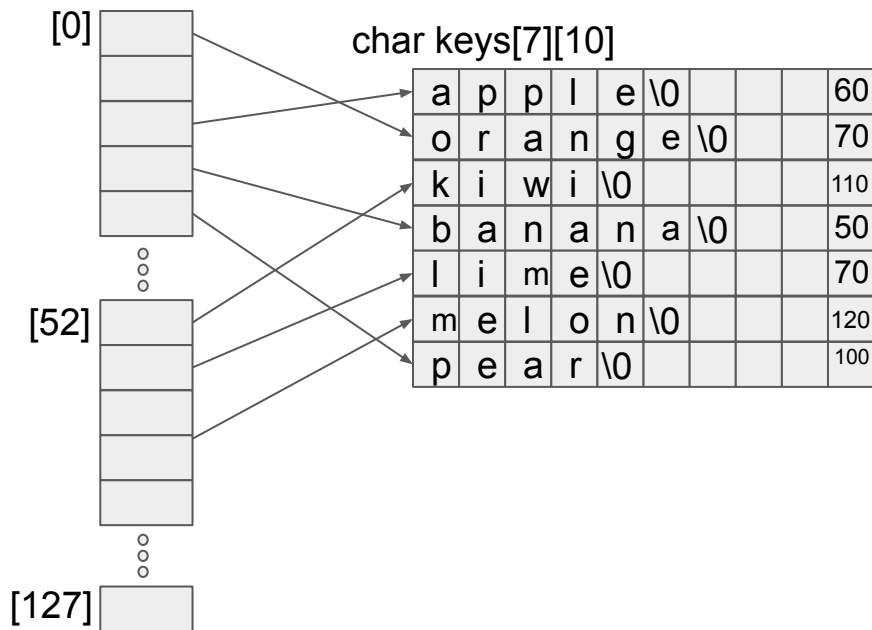 [0]
char keys[7][10]
a p p l e \0 60
o r a n g e \0 70
k i w i \0 110
b a n a n a \0 50
l i m e \0 70
[52]
m e l o n \0 120
p e a r \0 100
[127]